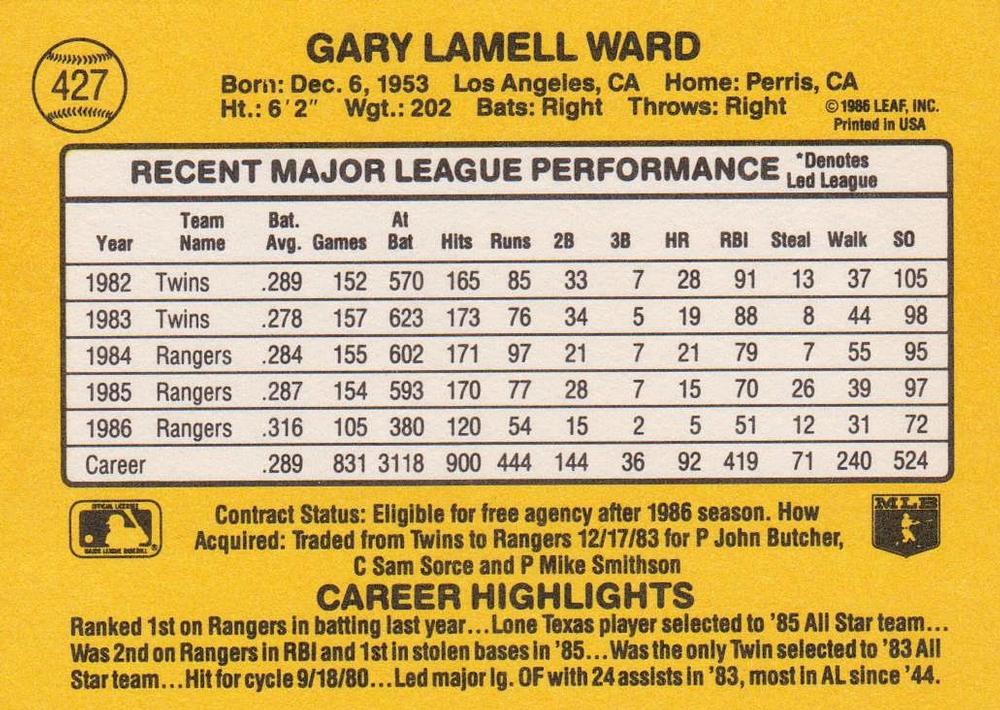 427
GARY LAMELL WARD
Born: Dec. 6, 1953 Los Angeles, CA Home: Perris, CA
Ht.: 6'2" Wgt.: 202 Bats: Right Throws: Right
©1986 LEAF, INC.
Printed in USA
RECENT MAJOR LEAGUE PERFORMANCE *Denotes Led League
Year Team Name Bat. Avg. Games At Bat Hits Runs 2B 3B HR RBI Steal Walk SO
1982 Twins .289 152 570 165 85 33 7 28 91 13 37 105
1983 Twins .278 157 623 173 76 34 5 19 88 8 44 98
1984 Rangers .284 155 602 171 97 21 7 21 79 7 55 95
1985 Rangers .287 154 593 170 77 28 7 15 70 26 39 97
1986 Rangers .316 105 380 120 54 15 2 5 51 12 31 72
Career .289 831 3118 900 444 144 36 92 419 71 240 524
OFFICIAL LICENSEE
MAJOR LEAGUE BASEBALL®
MLB
Contract Status: Eligible for free agency after 1986 season. How
Acquired: Traded from Twins to Rangers 12/17/83 for P John Butcher,
C Sam Sorce and P Mike Smithson
CAREER HIGHLIGHTS
Ranked 1st on Rangers in batting last year...Lone Texas player selected to '85 All Star team...
Was 2nd on Rangers in RBI and 1st in stolen bases in '85...Was the only Twin selected to '83 All
Star team...Hit for cycle 9/18/80...Led major lg. OF with 24 assists in '83, most in AL since '44.